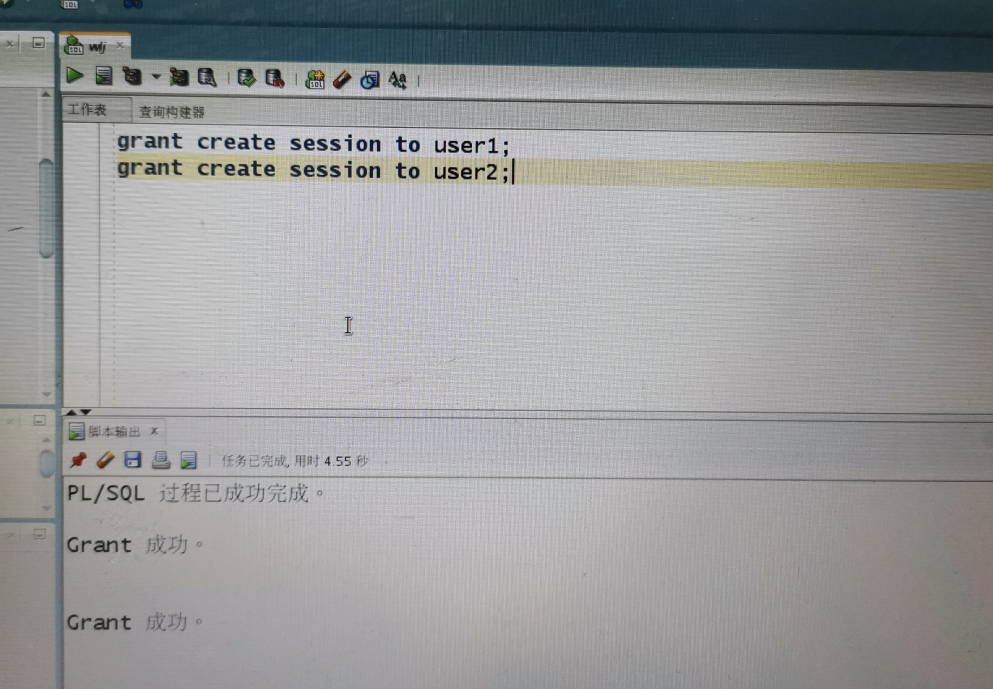 wj
工作表
查询构建器
grant create session to user1;
grant create session to user2;
脚本输出
任务已完成, 用时 4.55 秒
PL/SQL 过程已成功完成。
Grant 成功。
Grant 成功。